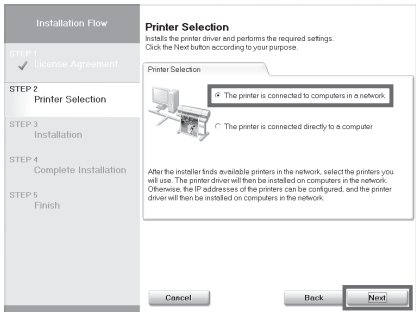 Installation Flow
STEP 1
License Agreement
STEP 2
Printer Selection
STEP 3
Installation
STEP 4
Complete Installation
STEP 5
Finish
Printer Selection
Installs the printer driver and performs the required settings.
Click the Next button according to your purpose.
Printer Selection
The printer is connected to computers in a network
The printer is connected directly to a computer
After the installer finds available printers in the network, select the printers you
will use. The printer driver will then be installed on computers in the network.
Otherwise, the IP addresses of the printers can be configured, and the printer
driver will then be installed on computers in the network.
Cancel
Back
Next